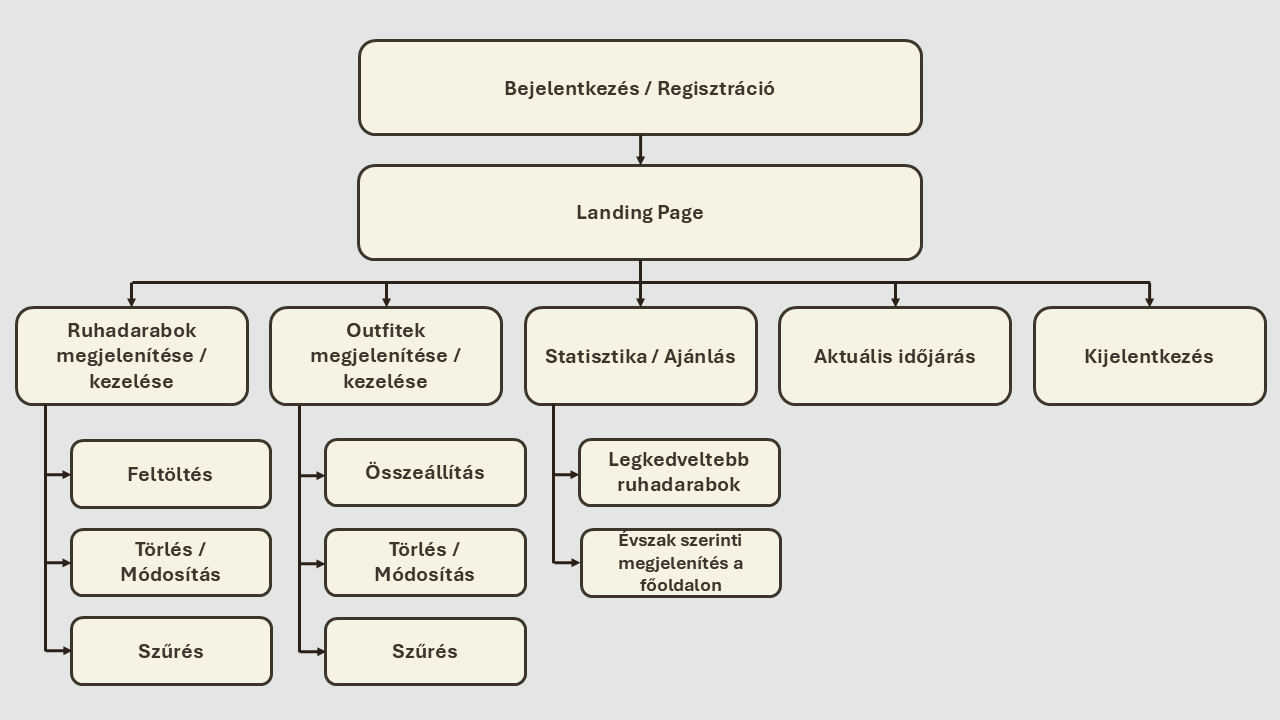 Bejelentkezés / Regisztráció
Landing Page
Ruhadarabok
megjelenítése /
kezelése
Outfitek
megjelenítése /
kezelése
Statisztika / Ajánlás
Aktuális időjárás
Kijelentkezés
Feltöltés
Törlés /
Módosítás
Szűrés
Összeállítás
Törlés /
Módosítás
Szűrés
Legkedveltebb
ruhadarabok
Évszak szerinti
megjelenítés a
főoldalon